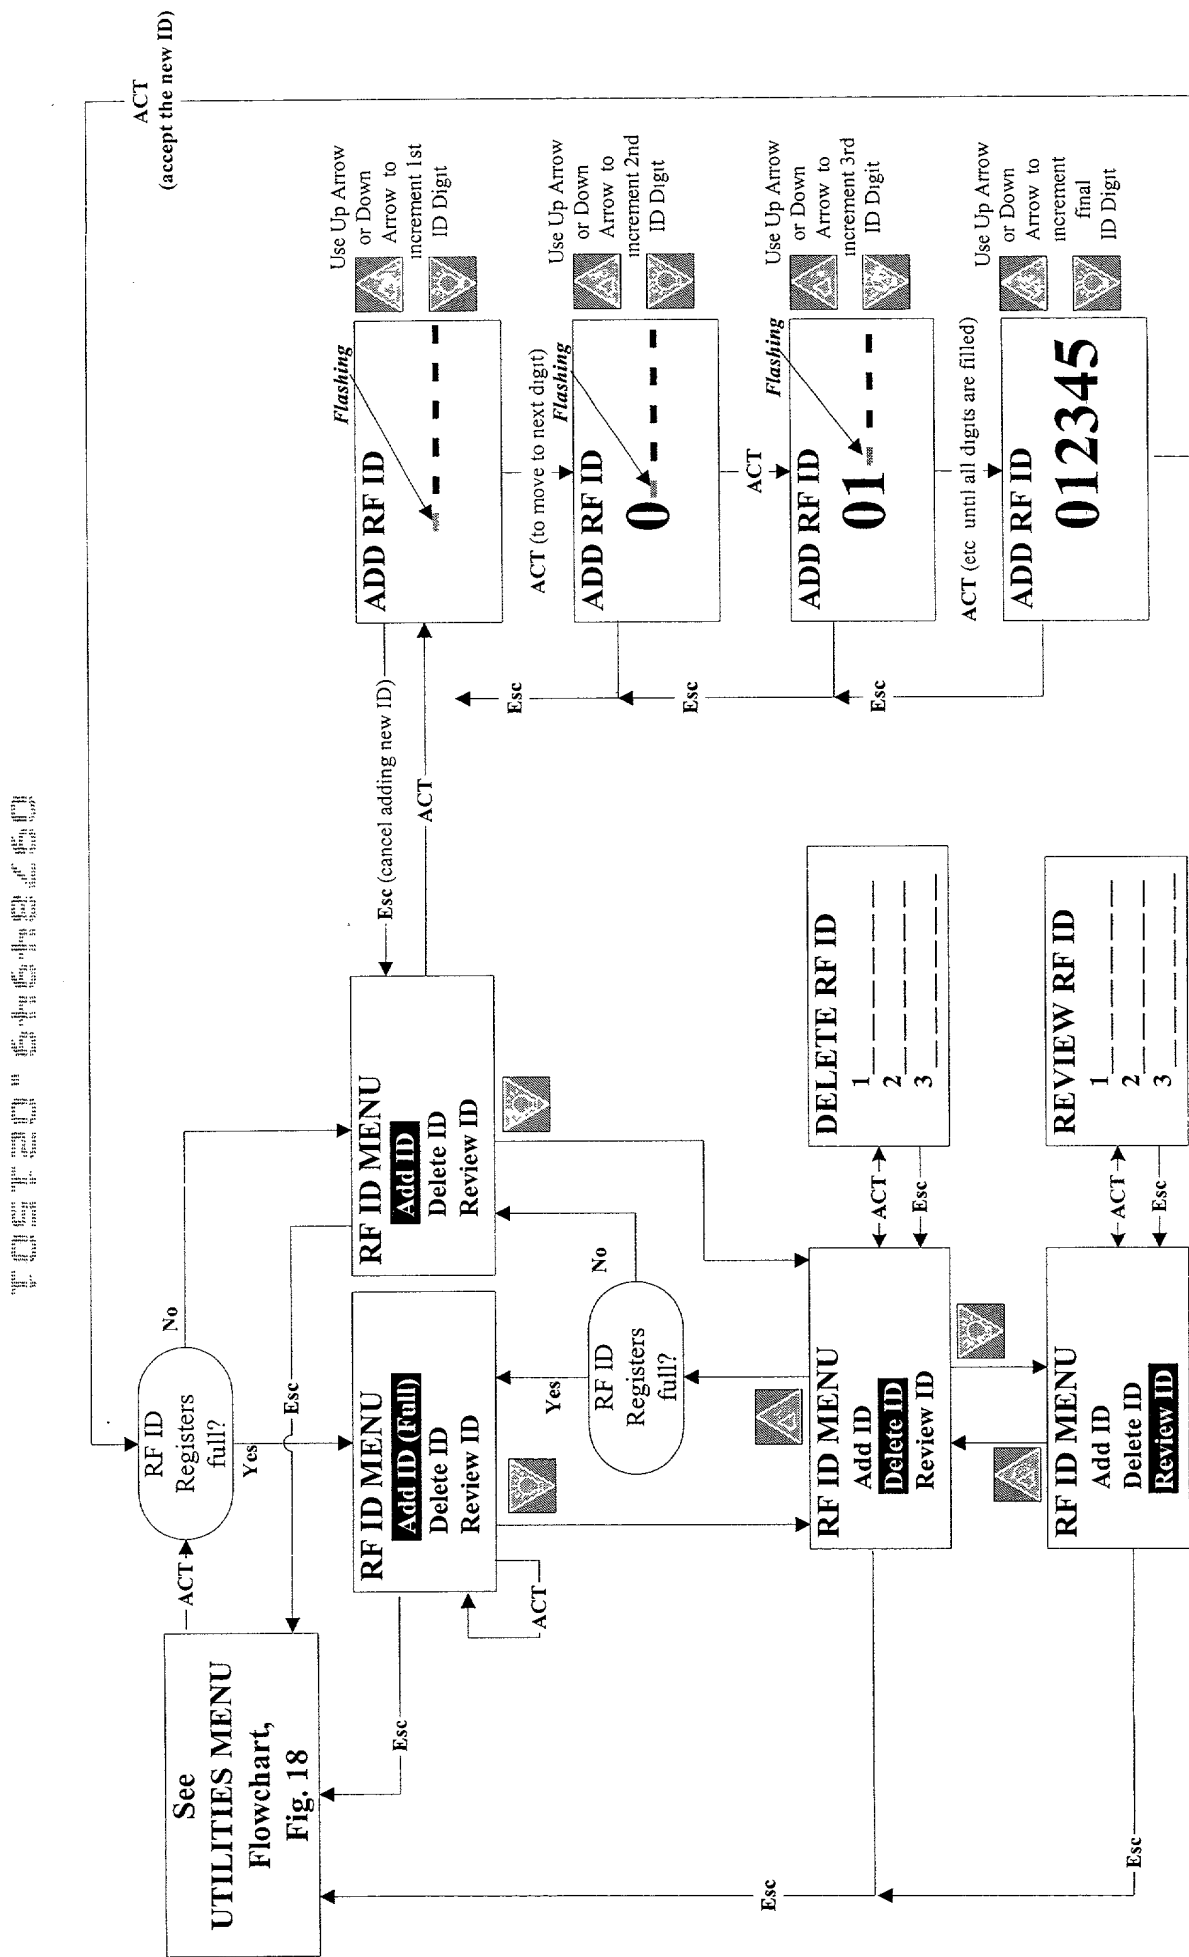 See
UTILITIES MENU
Flowchart,
Fig. 18
ACT
RF ID
Registers
full?
No
Yes
Esc
ACT
(accept the new ID)
RF ID MENU
Add ID (Full)
Delete ID
Review ID
ACT
Esc
RF ID MENU
Add ID
Delete ID
Review ID
Esc (cancel adding new ID)
ACT
ADD RF ID
Flashing
Use Up Arrow
or Down
Arrow to
increment 1st
ID Digit
ACT (to move to next digit)
ADD RF ID
0
Flashing
Use Up Arrow
or Down
Arrow to
increment 2nd
ID Digit
Esc
ACT
ADD RF ID
01
Flashing
Use Up Arrow
or Down
Arrow to
increment 3rd
ID Digit
Esc
ACT (etc until all digits are filled)
ADD RF ID
012345
Use Up Arrow
or Down
Arrow to
increment
final
ID Digit
Esc
RF ID
Registers
full?
Yes
No
RF ID MENU
Add ID
Delete ID
Review ID
ACT
Esc
DELETE RF ID
1
2
3
Esc
RF ID MENU
Add ID
Delete ID
Review ID
ACT
Esc
REVIEW RF ID
1
2
3
Esc